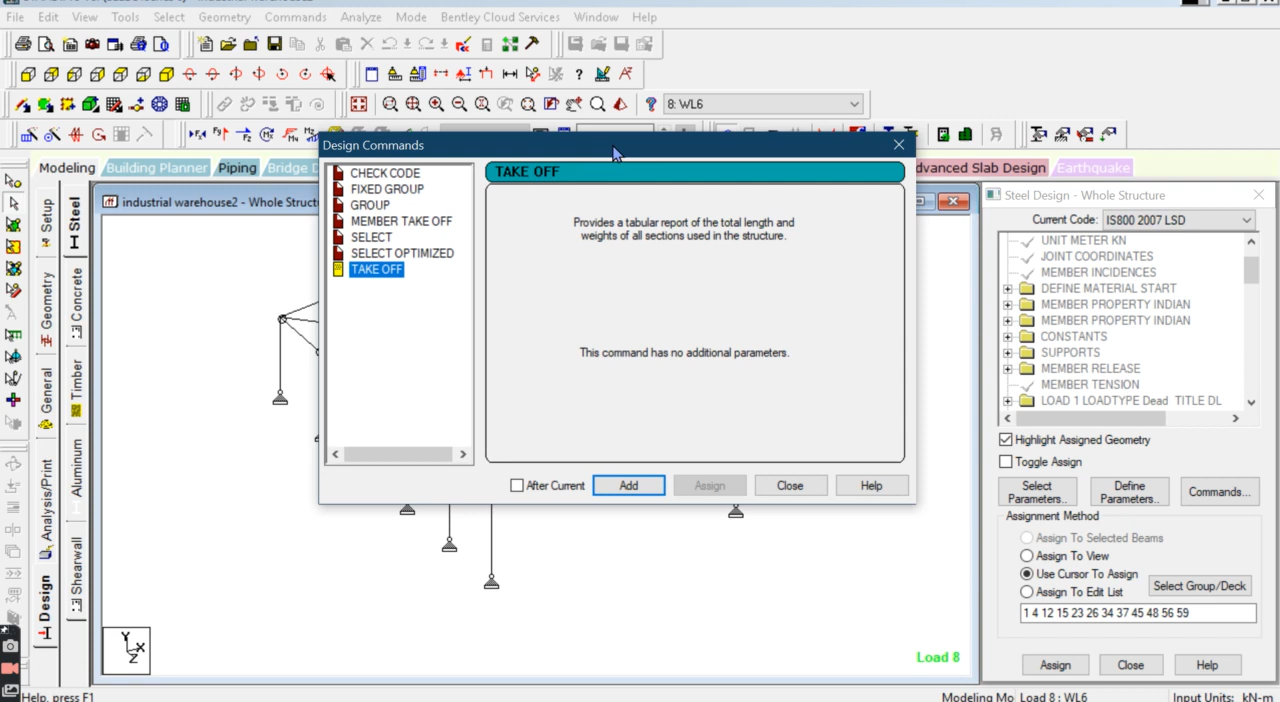 File Edit View Tools Select Geometry Commands Analyze Mode Bentley Cloud Services Window Help
8: WL6
Modeling Building Planner Piping Bridge D
dvanced Slab Design Earthquake
Setup
Geometry
General
Analysis/Print
Design
Steel
Concrete
Timber
Aluminum
Shearwall
industrial warehouse2 - Whole Structu
Design Commands
CHECK CODE
FIXED GROUP
GROUP
MEMBER TAKE OFF
SELECT
SELECT OPTIMIZED
TAKE OFF
TAKE OFF
Provides a tabular report of the total length and
weights of all sections used in the structure.
This command has no additional parameters.
After Current Add Assign Close Help
Y
X
Z
Load 8
Steel Design - Whole Structure
Current Code: IS800 2007 LSD
UNIT METER KN
JOINT COORDINATES
MEMBER INCIDENCES
DEFINE MATERIAL START
MEMBER PROPERTY INDIAN
MEMBER PROPERTY INDIAN
CONSTANTS
SUPPORTS
MEMBER RELEASE
MEMBER TENSION
LOAD 1 LOADTYPE Dead TITLE DL
Highlight Assigned Geometry
Toggle Assign
Select Parameters..
Define Parameters..
Commands...
Assignment Method
Assign To Selected Beams
Assign To View
Use Cursor To Assign
Assign To Edit List
Select Group/Deck
1 4 12 15 23 26 34 37 45 48 56 59
Assign Close Help
Help, press F1
Modeling Mo Load 8 : WL6 Input Units: kN-m